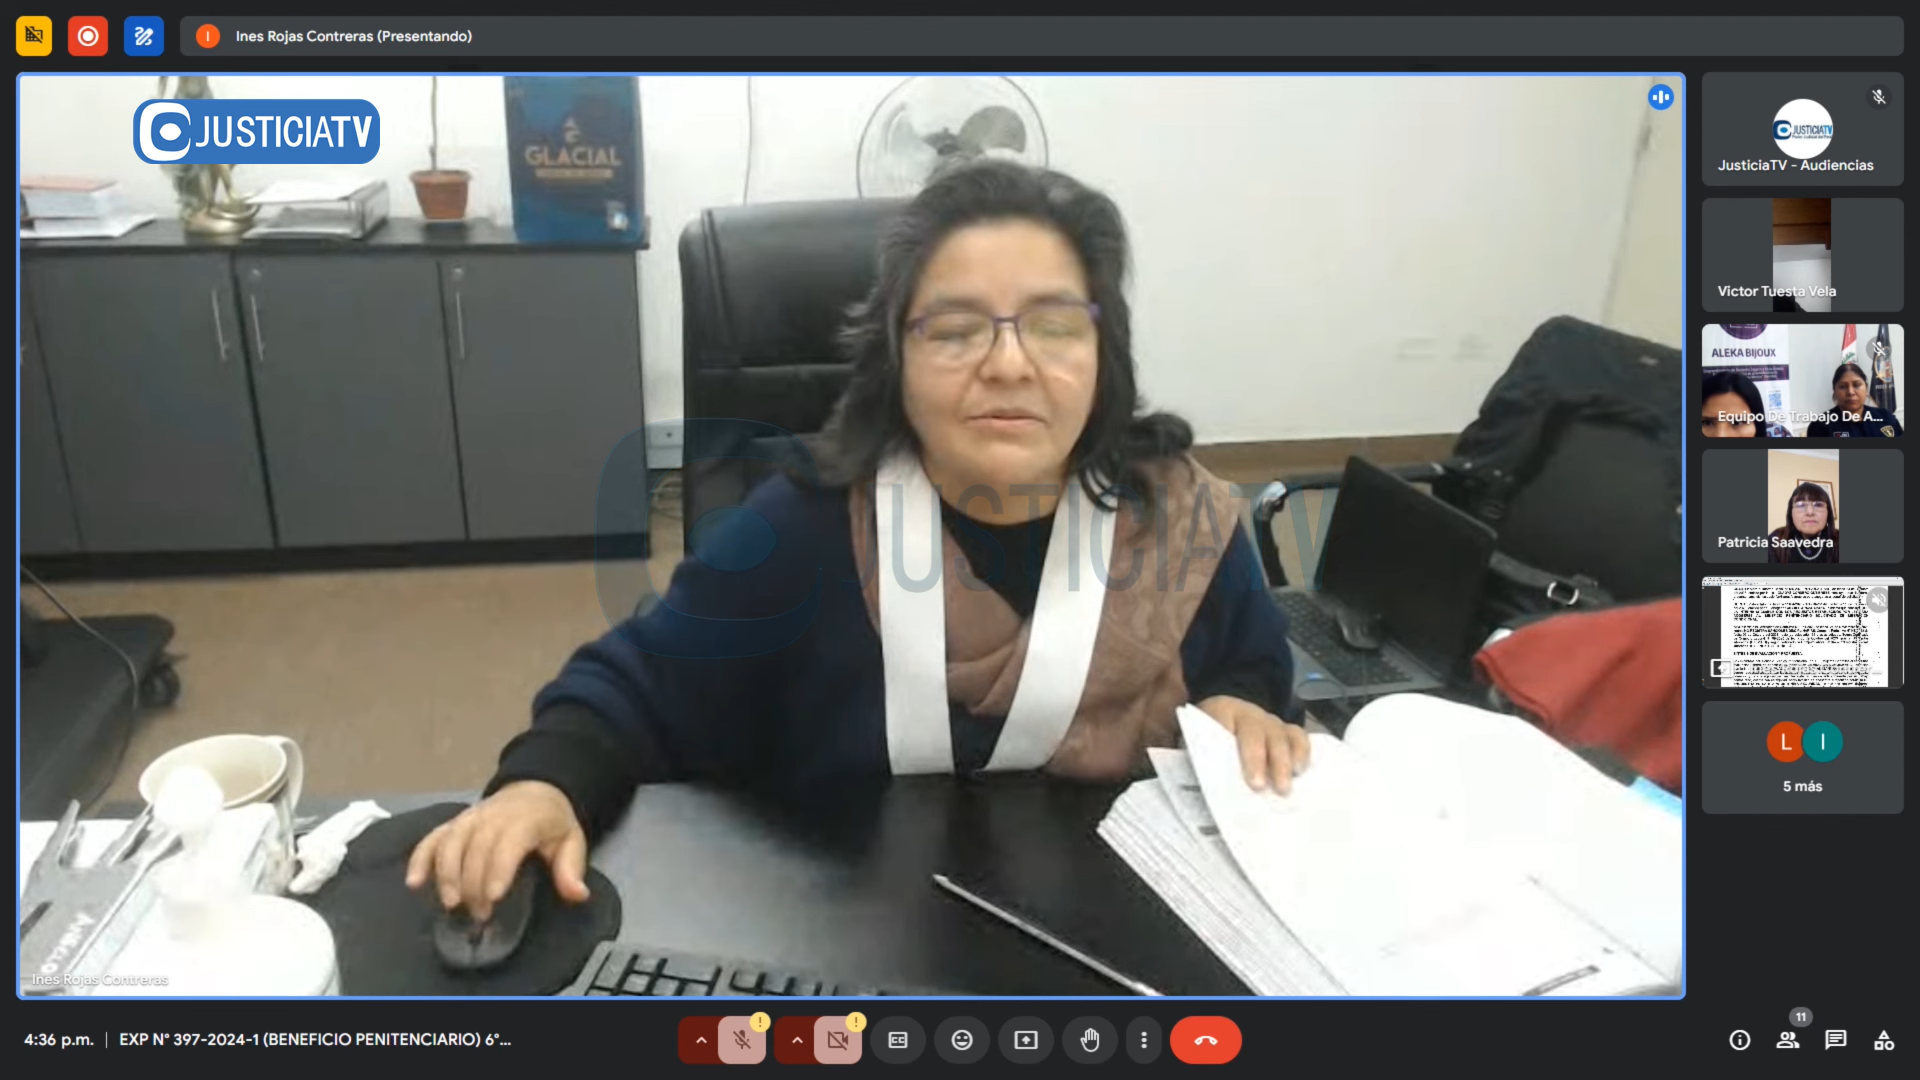 Ines Rojas Contreras (Presentando)
JUSTICIATV
GLACIAL
JUSTICIATV
Ines Rojas Contreras
JUSTICIATV
JusticiaTV - Audiencias
Victor Tuesta Vela
ALEKA BIJOUX
Equipo De Trabajo De A...
Patricia Saavedra
L
I
5 más
4:36 p.m.
EXP N° 397-2024-1 (BENEFICIO PENITENCIARIO) 6°...
11